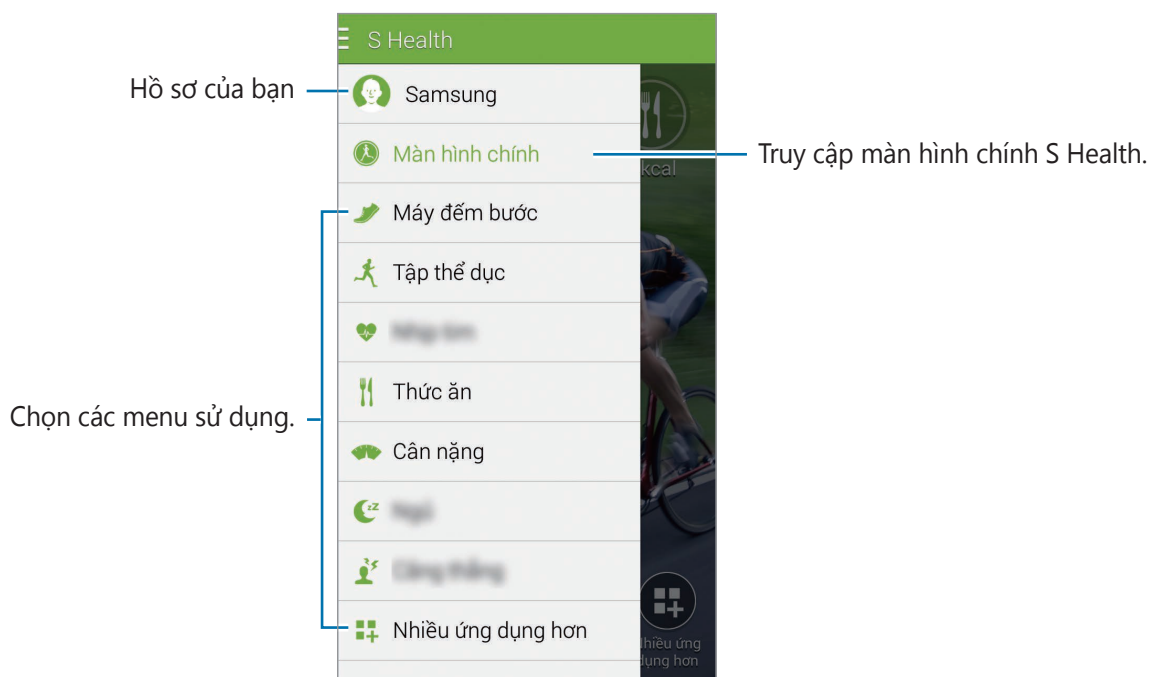 S Health
Hồ sơ của bạn
Samsung
Màn hình chính
Truy cập màn hình chính S Health.
kcal
Máy đếm bước
Tập thể dục
Thức ăn
Chọn các menu sử dụng.
Cân nặng
Nhiều ứng dụng hơn
hiều ứng
dụng hơn